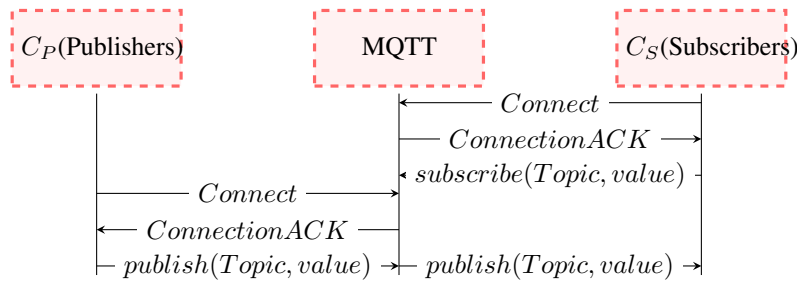 C_P(Publishers) MQTT C_S(Subscribers)
Connect
ConnectionACK
subscribe(Topic, value)
Connect
ConnectionACK
publish(Topic, value) publish(Topic, value)